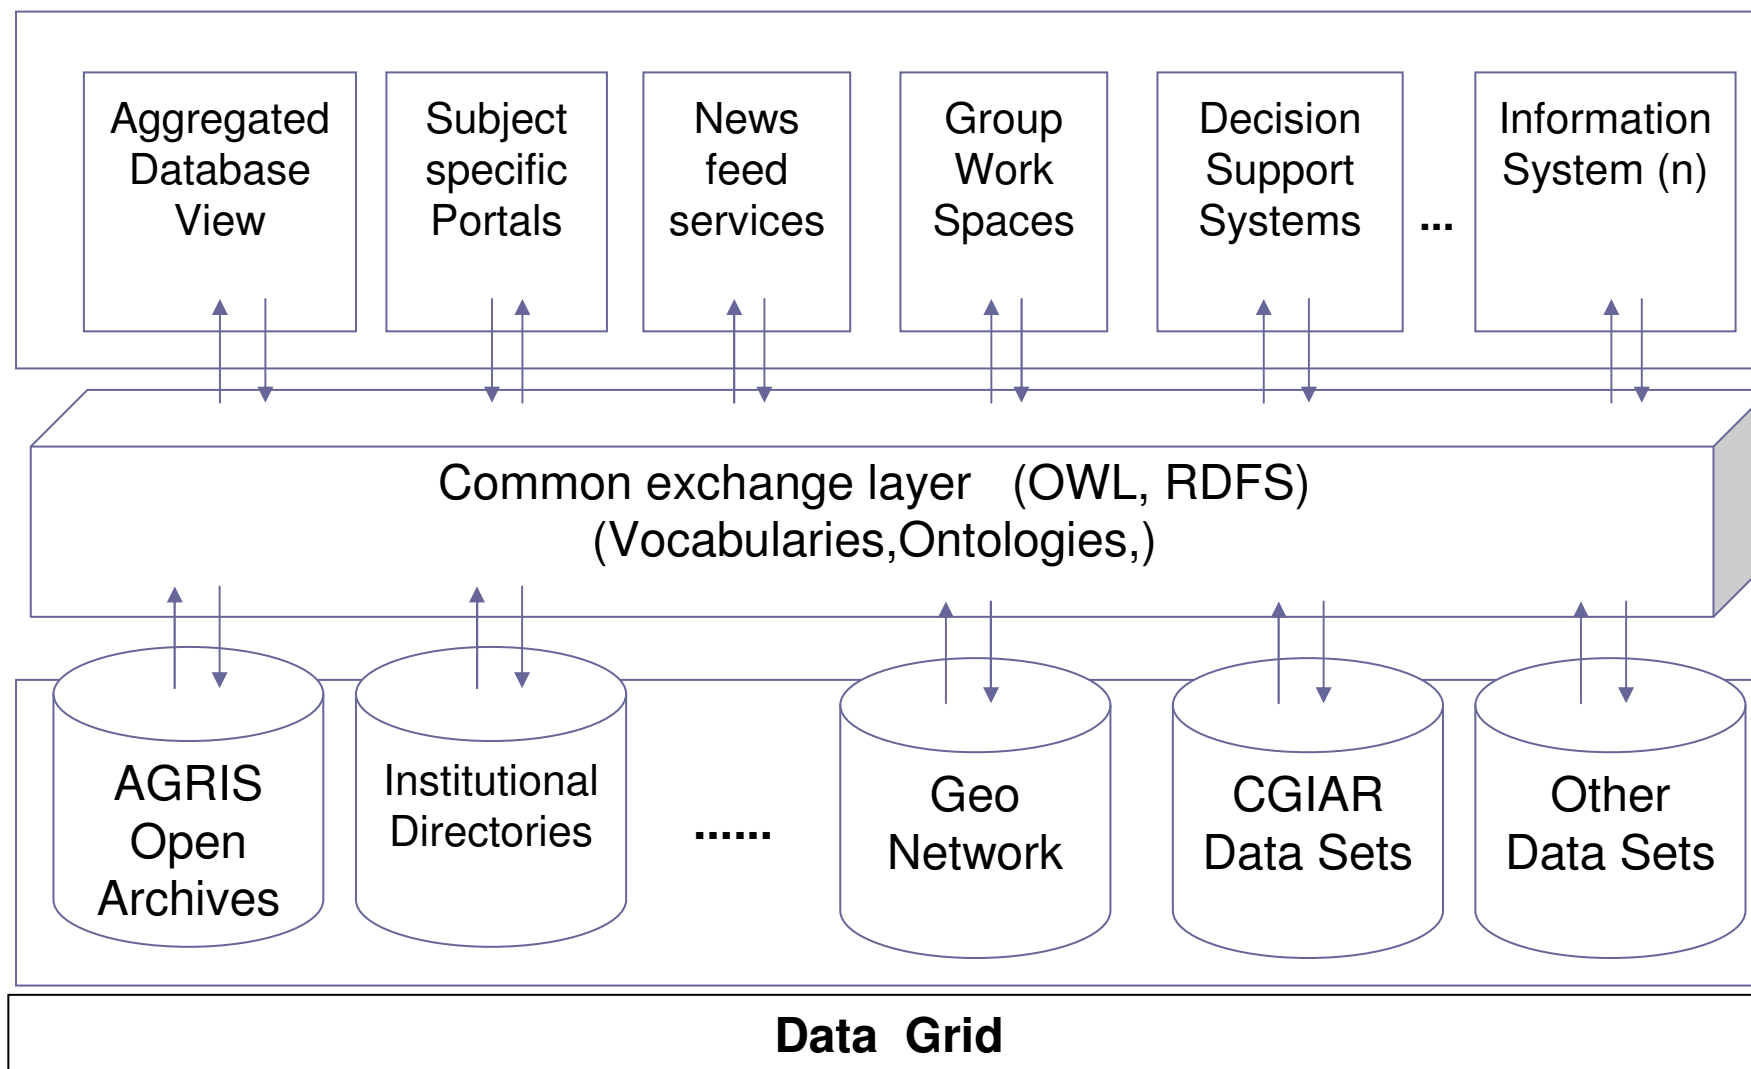 Aggregated
Database
View
Subject
specific
Portals
News
feed
services
Group
Work
Spaces
Decision
Support
Systems
...
Information
System (n)
Common exchange layer   (OWL, RDFS)
(Vocabularies,Ontologies,)
AGRIS
Open
Archives
Institutional
Directories
......
Geo
Network
CGIAR
Data Sets
Other
Data Sets
Data  Grid